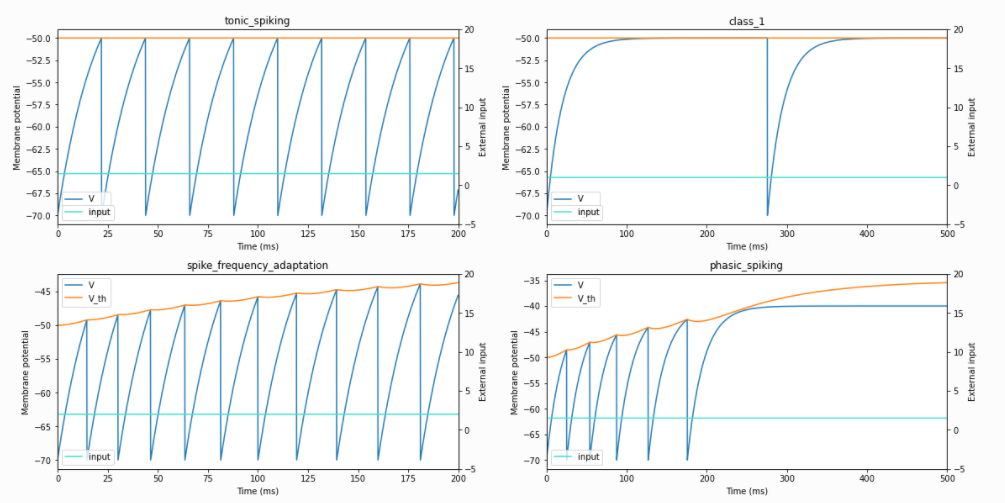 tonic_spiking
−50.0
−52.5
−55.0
−57.5
−60.0
−62.5
−65.0
−67.5
−70.0
Membrane potential
20
15
10
5
0
−5
External input
V
input
0 25 50 75 100 125 150 175 200
Time (ms)
class_1
−50.0
−52.5
−55.0
−57.5
−60.0
−62.5
−65.0
−67.5
−70.0
Membrane potential
20
15
10
5
0
−5
External input
V
input
0 100 200 300 400 500
Time (ms)
spike_frequency_adaptation
−45
−50
−55
−60
−65
−70
Membrane potential
20
15
10
5
0
−5
External input
V
V_th
input
0 25 50 75 100 125 150 175 200
Time (ms)
phasic_spiking
−35
−40
−45
−50
−55
−60
−65
−70
Membrane potential
20
15
10
5
0
−5
External input
V
V_th
input
0 100 200 300 400 500
Time (ms)